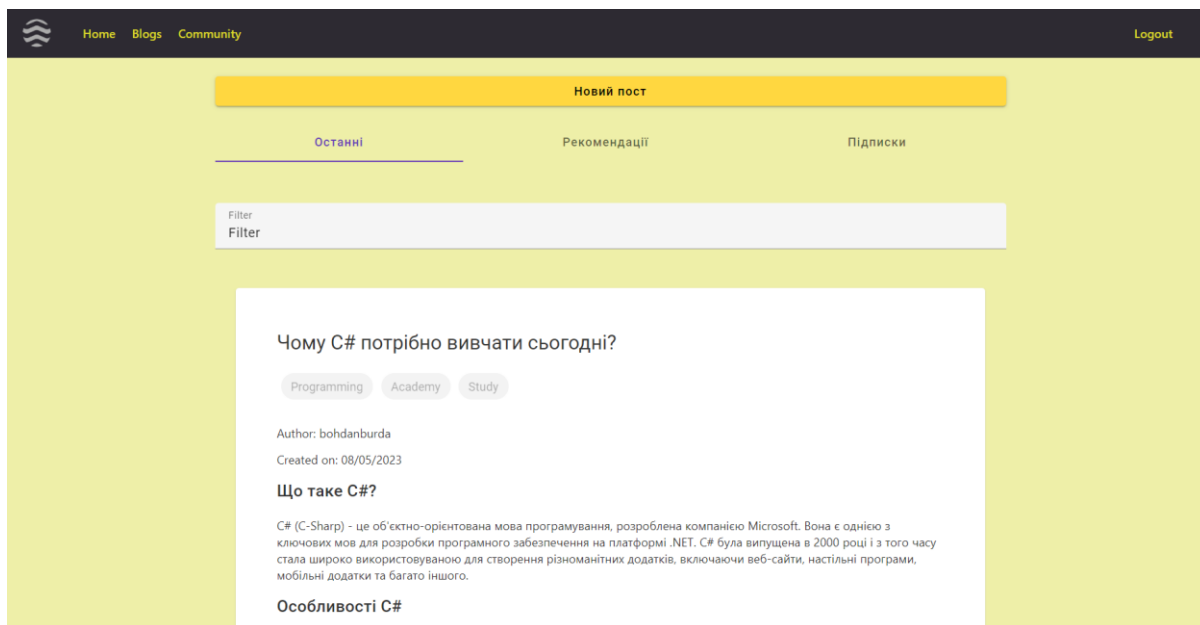 Home Blogs Community Logout
Новий пост
Останні Рекомендації Підписки
Filter
Filter
Чому C# потрібно вивчати сьогодні?
Programming Academy Study
Author: bohdanburda
Created on: 08/05/2023
Що таке C#?
C# (C-Sharp) - це об'єктно-орієнтована мова програмування, розроблена компанією Microsoft. Вона є однією з
ключових мов для розробки програмного забезпечення на платформі .NET. C# була випущена в 2000 році і з того часу
стала широко використовуваною для створення різноманітних додатків, включаючи веб-сайти, настільні програми,
мобільні додатки та багато іншого.
Особливості C#